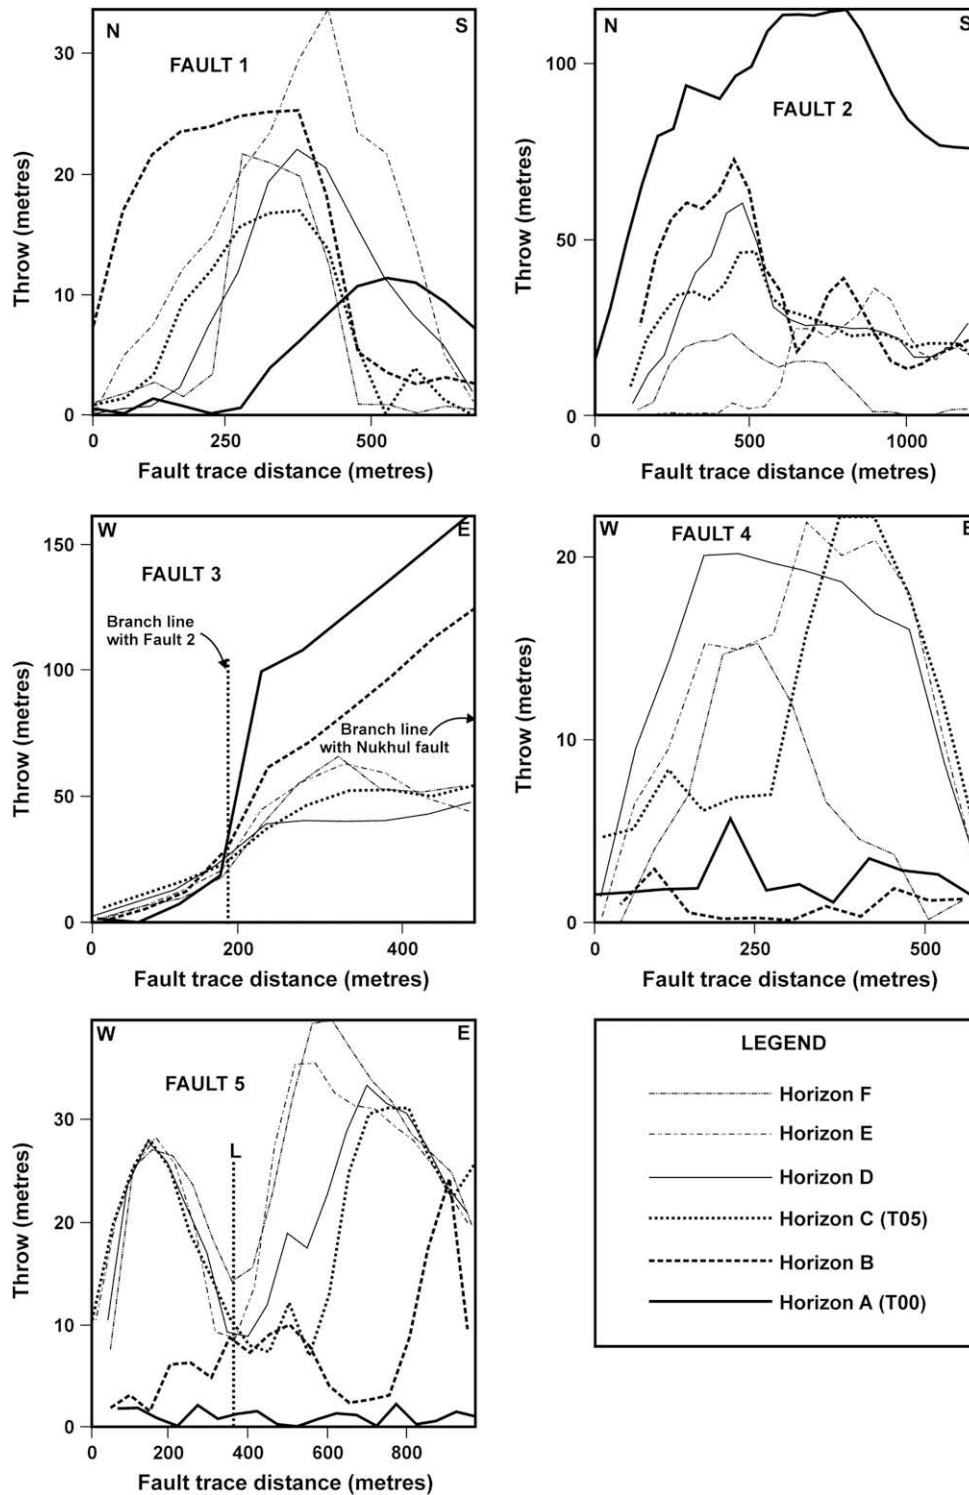 N
S
FAULT 1
Throw (metres)
30
20
10
0
0
250
500
Fault trace distance (metres)
N
S
FAULT 2
Throw (metres)
100
50
0
0
500
1000
Fault trace distance (metres)
W
E
FAULT 3
Branch line
with Fault 2
Branch line
with Nukhul fault
Throw (metres)
150
100
50
0
0
200
400
Fault trace distance (metres)
W
E
FAULT 4
Throw (metres)
20
10
0
0
250
500
Fault trace distance (metres)
W
E
FAULT 5
L
Throw (metres)
30
20
10
0
0
200
400
600
800
Fault trace distance (metres)
LEGEND
Horizon F
Horizon E
Horizon D
Horizon C (T05)
Horizon B
Horizon A (T00)